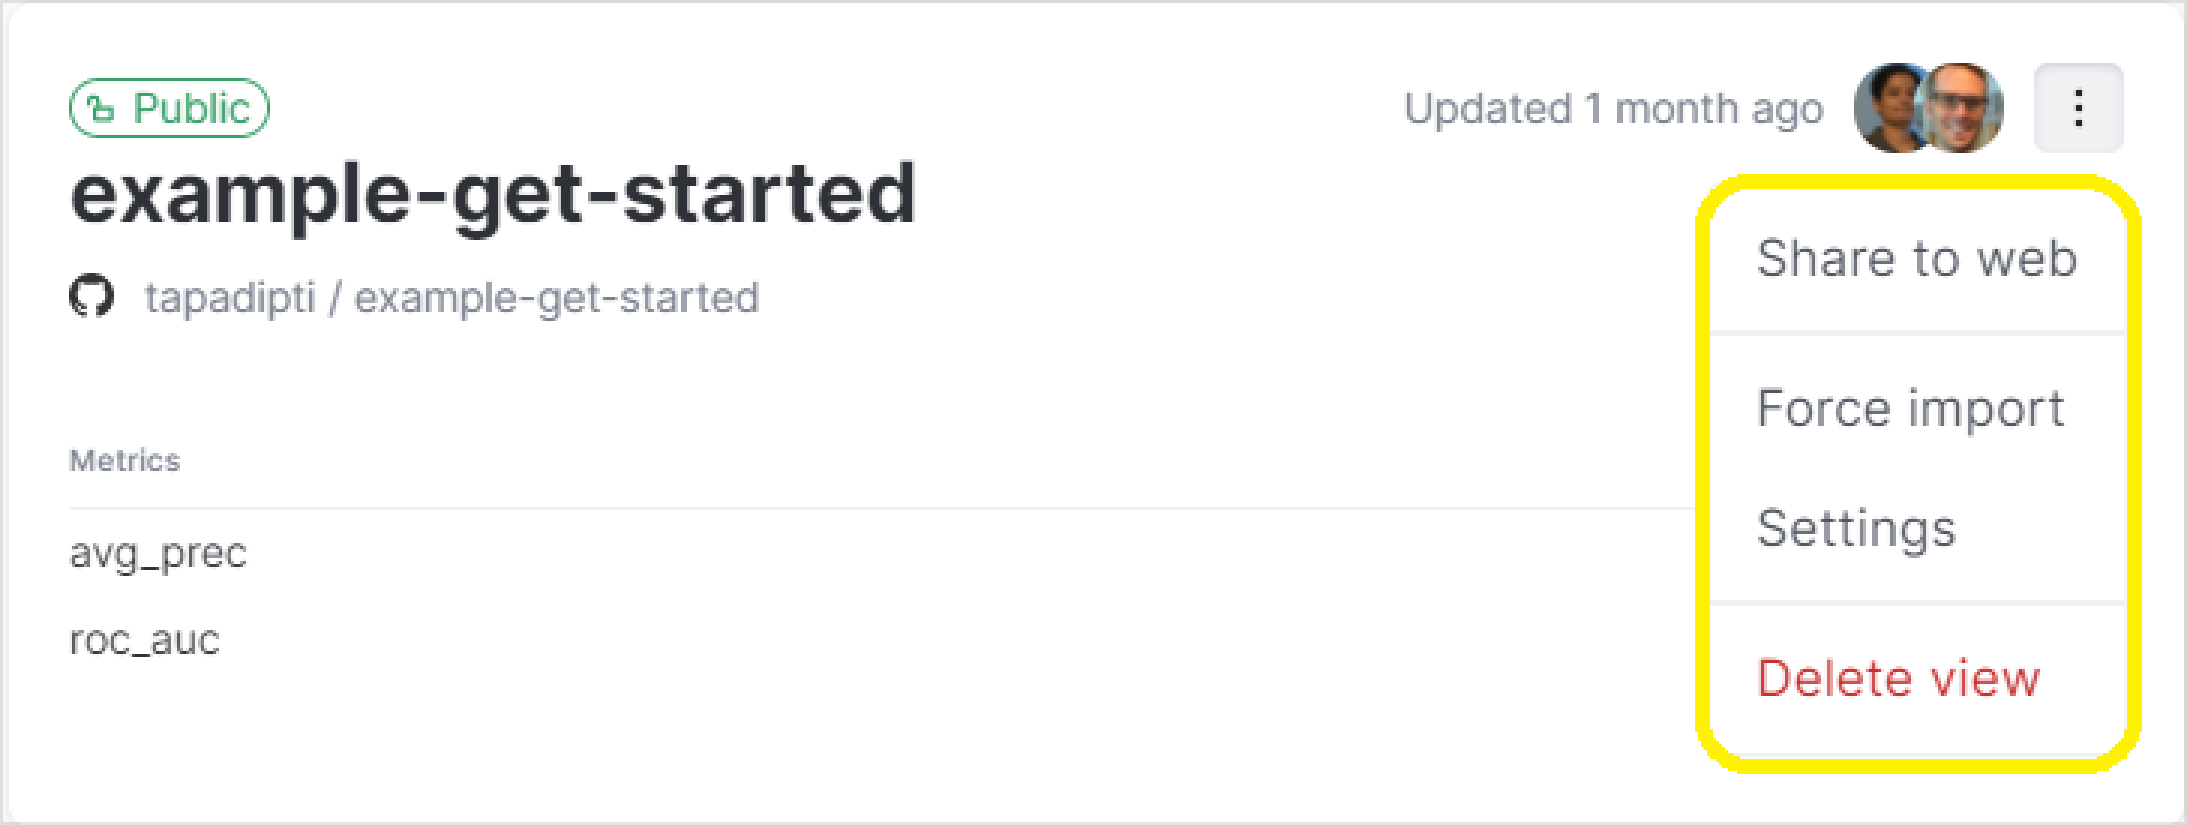 Public
Updated 1 month ago
example-get-started
tapadipti / example-get-started
Metrics
avg_prec
roc_auc
Share to web
Force import
Settings
Delete view